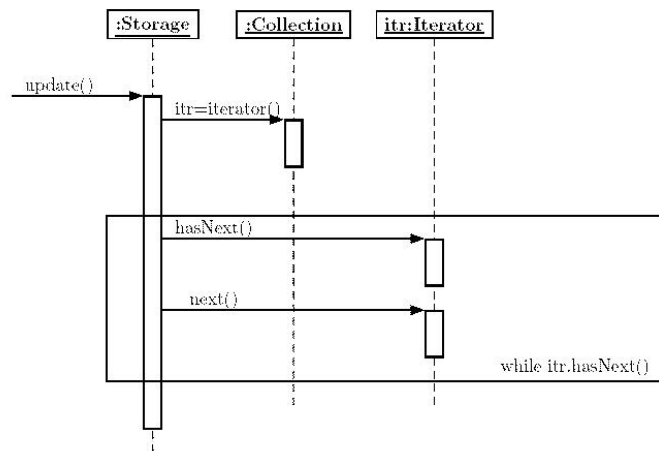 :Storage
:Collection
itr:Iterator
update()
itr=iterator()
hasNext()
next()
while itr.hasNext()